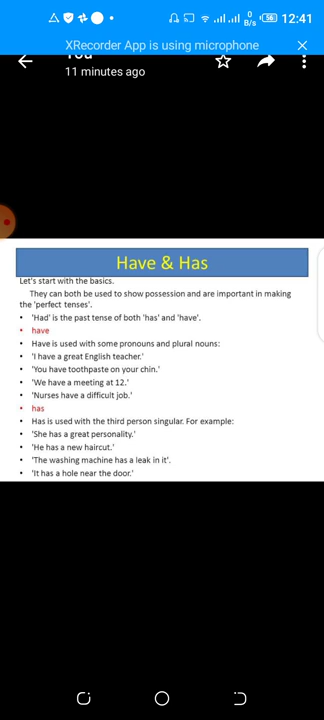 0 B/s 56 12:41
XRecorder App is using microphone
You
11 minutes ago
Have & Has
Let's start with the basics.
They can both be used to show possession and are important in making
the 'perfect tenses'.
• 'Had' is the past tense of both 'has' and 'have'.
• have
• Have is used with some pronouns and plural nouns:
• 'I have a great English teacher.'
• 'You have toothpaste on your chin.'
• 'We have a meeting at 12.'
• 'Nurses have a difficult job.'
• has
• Has is used with the third person singular. For example:
• 'She has a great personality.'
• 'He has a new haircut.'
• 'The washing machine has a leak in it'.
• 'It has a hole near the door.'